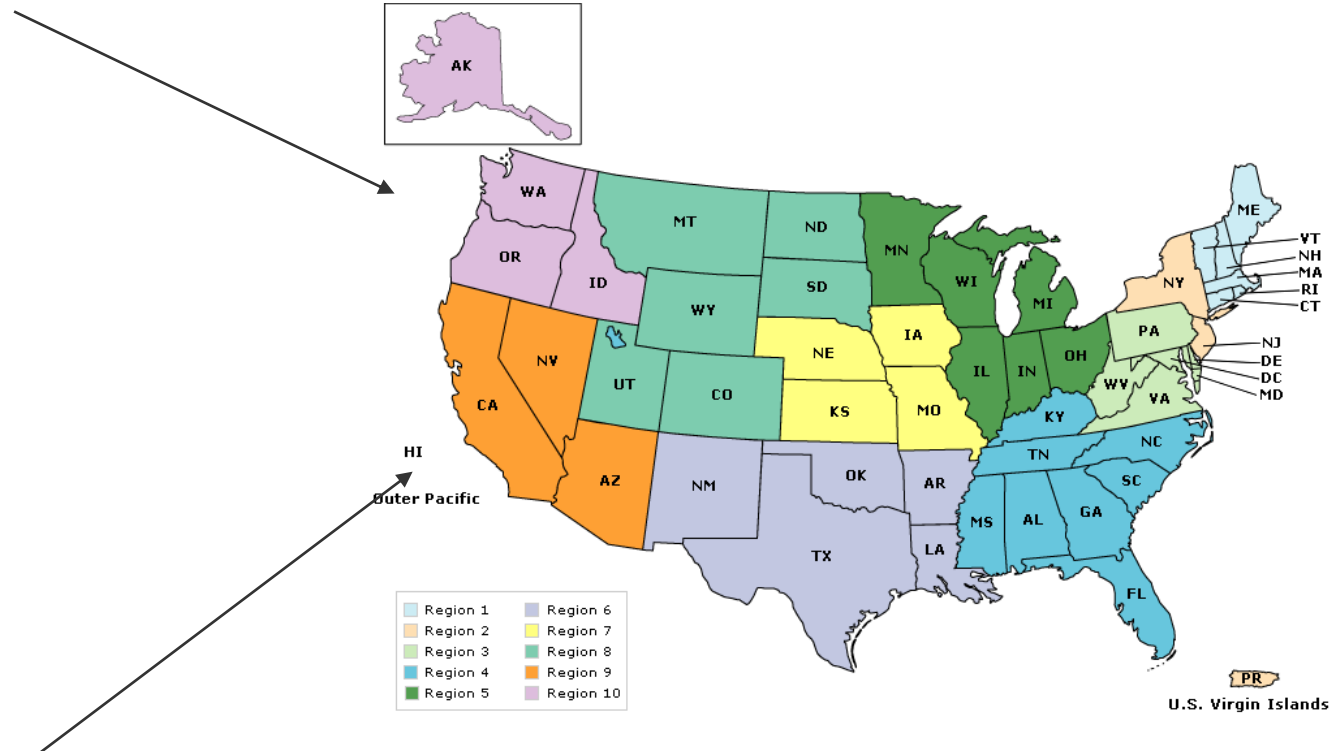 AK
WA
OR
ID
MT
ND
SD
WY
MN
WI
MI
ME
VT
NH
MA
RI
CT
NY
PA
NJ
DE
DC
MD
NV
CA
UT
CO
NE
KS
IA
MO
IL
IN
OH
WV
VA
KY
TN
NC
SC
AZ
NM
OK
AR
TX
LA
MS
AL
GA
FL
HI
Outer Pacific
Region 1
Region 2
Region 3
Region 4
Region 5
Region 6
Region 7
Region 8
Region 9
Region 10
PR
U.S. Virgin Islands